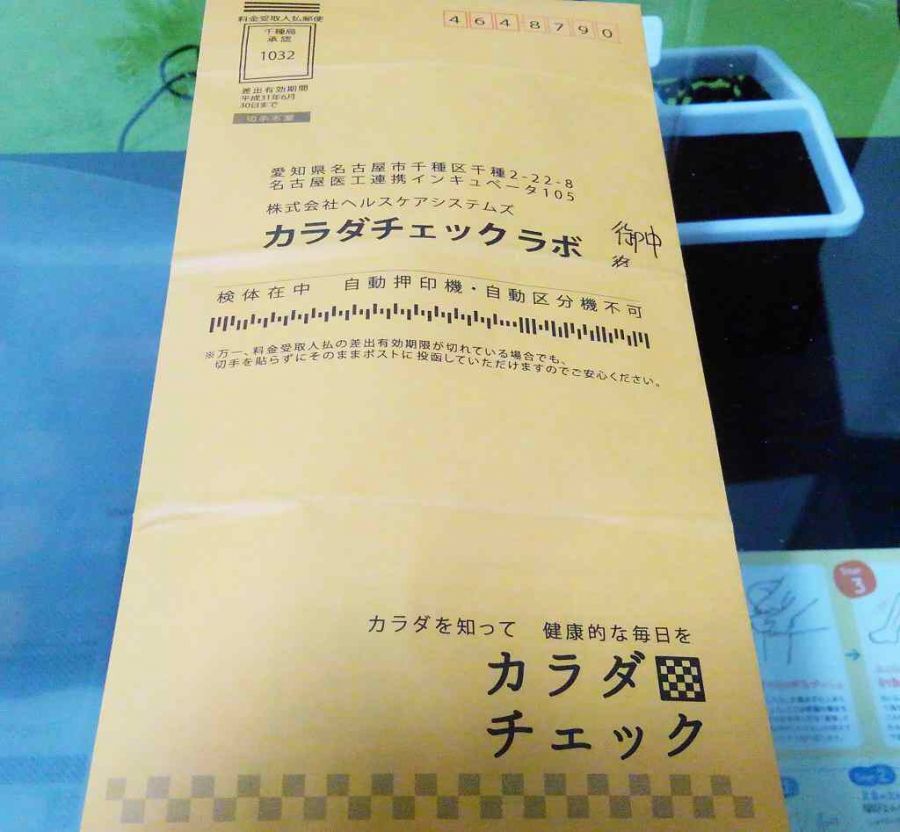 料金受取人払郵便
4648790
千種局
承認
1032
差出有効期間
平成31年6月
30日まで
切手不要
愛知県名古屋市千種区千種2-22-8
名古屋医工連携インキュベータ105
株式会社ヘルスケアシステムズ
カラダチェックラボ 御中
検体在中 自動押印機・自動区分機不可
※万一、料金受取人払の差出有効期限が切れている場合でも、
切手を貼らずにそのままポストに投函していただけますのでご安心ください。
カラダを知って 健康的な毎日を
カラダ
チェック
3